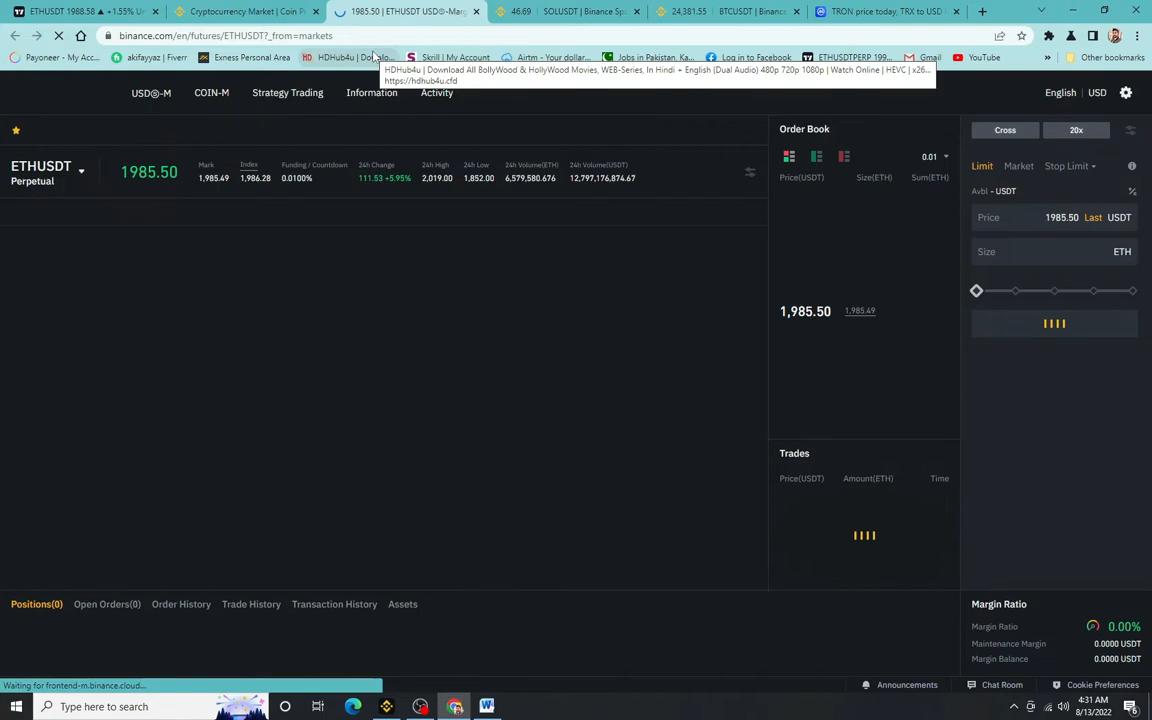 ETHUSDT 1988.58 ▲ +1.55% Un
Cryptocurrency Market | Coin P
1985.50 | ETHUSDT USDⓈ-Marg
46.69 | SOLUSDT | Binance Sp
24,381.55 | BTCUSDT | Binanc
TRON price today, TRX to USD
binance.com/en/futures/ETHUSDT?_from=markets
Payoneer - My Acc...
akifayyaz | Fiverr
Exness Personal Area
HDHub4u | Downlo...
Skrill | My Account
Airtm - Your dollar...
Jobs in Pakistan, Ka...
Log in to Facebook
ETHUSDTPERP 199...
Gmail
YouTube
»
Other bookmarks
HDHub4u | Download All BollyWood & HollyWood Movies, WEB-Series, In Hindi + English (Dual Audio) 480p 720p 1080p | Watch Online | HEVC | x26...
https://hdhub4u.cfd
USDⓈ-M
COIN-M
Strategy Trading
Information
Activity
English | USD
ETHUSDT
Perpetual
1985.50
Mark
1,985.49
Index
1,986.28
Funding / Countdown
0.0100%
24h Change
111.53 +5.95%
24h High
2,019.00
24h Low
1,852.00
24h Volume(ETH)
6,579,580.676
24h Volume(USDT)
12,797,176,874.67
Order Book
0.01
Price(USDT) Size(ETH) Sum(ETH)
1,985.50 1,985.49
Trades
Price(USDT) Amount(ETH) Time
Cross 20x
Limit Market Stop Limit
Avbl - USDT
Price 1985.50 Last USDT
Size ETH
Positions(0) Open Orders(0) Order History Trade History Transaction History Assets
Margin Ratio
Margin Ratio 0.00%
Maintenance Margin 0.0000 USDT
Margin Balance 0.0000 USDT
Waiting for frontend-m.binance.cloud...
Announcements
Chat Room
Cookie Preferences
Type here to search
4:31 AM
8/13/2022
6